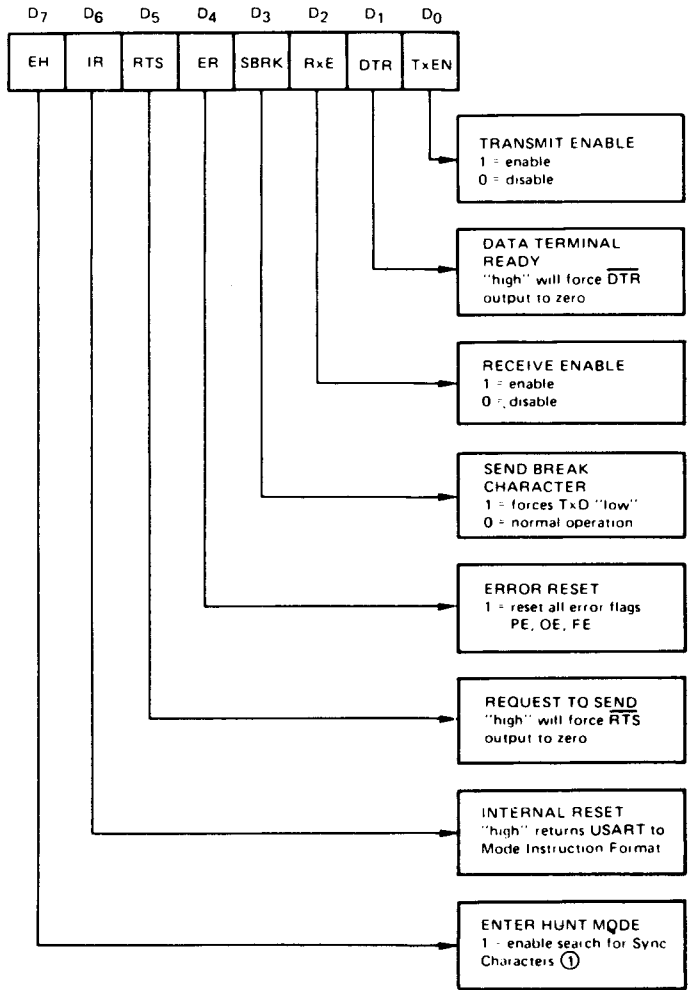 D7 D6 D5 D4 D3 D2 D1 D0
EH IR RTS ER SBRK RxE DTR TxEN
TRANSMIT ENABLE
1 = enable
0 = disable
DATA TERMINAL
READY
"high" will force DTR
output to zero
RECEIVE ENABLE
1 = enable
0 = disable
SEND BREAK
CHARACTER
1 = forces TxD "low"
0 = normal operation
ERROR RESET
1 = reset all error flags
PE, OE, FE
REQUEST TO SEND
"high" will force RTS
output to zero
INTERNAL RESET
"high" returns USART to
Mode Instruction Format
ENTER HUNT MODE
1 = enable search for Sync
Characters ①